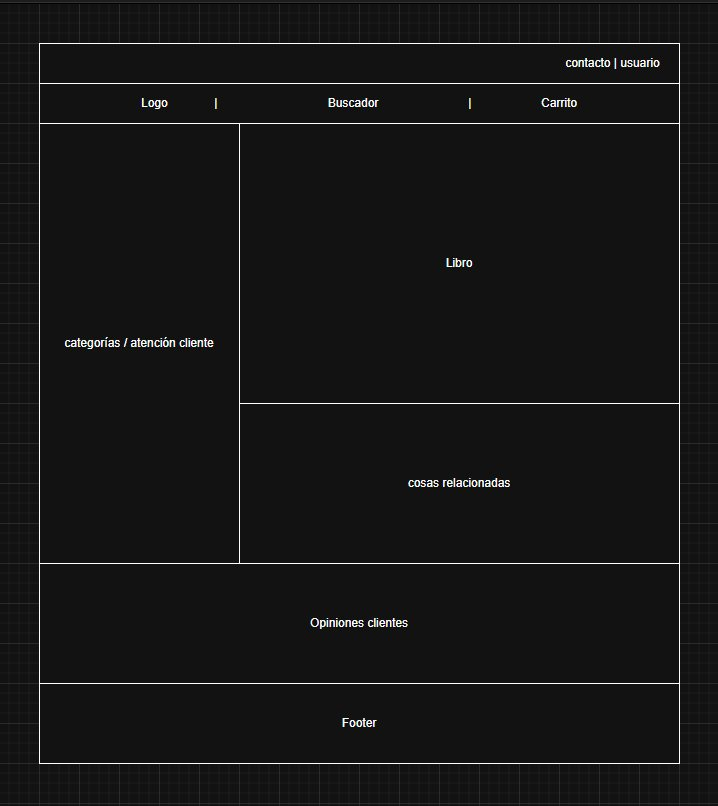 contacto | usuario
Logo | Buscador | Carrito
Libro
categorías / atención cliente
cosas relacionadas
Opiniones clientes
Footer